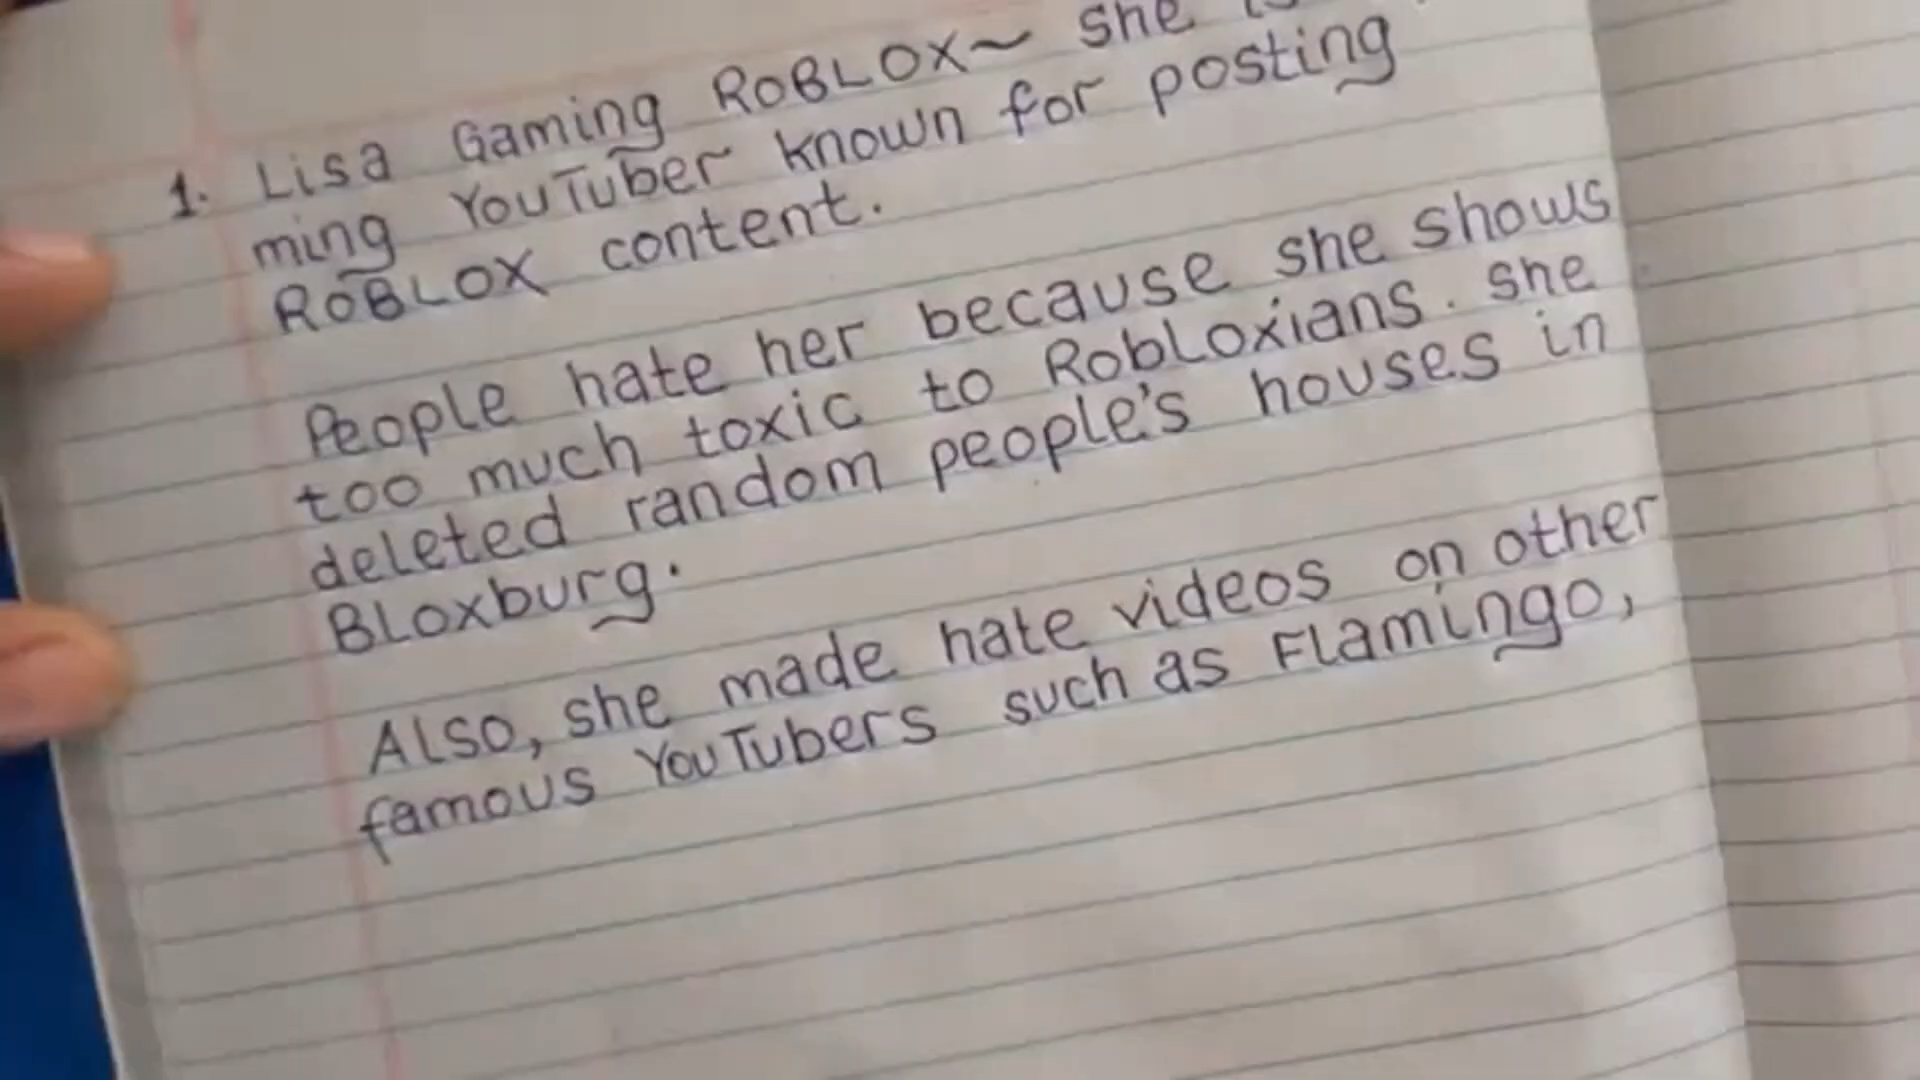 1. Lisa Gaming ROBLOX~ she
ming YouTuber known for posting
ROBLOX content.
People hate her because she shows
too much toxic to Robloxians. she
deleted random people's houses in
Bloxburg.
Also, she made hate videos on other
famous YouTubers such as Flamingo,